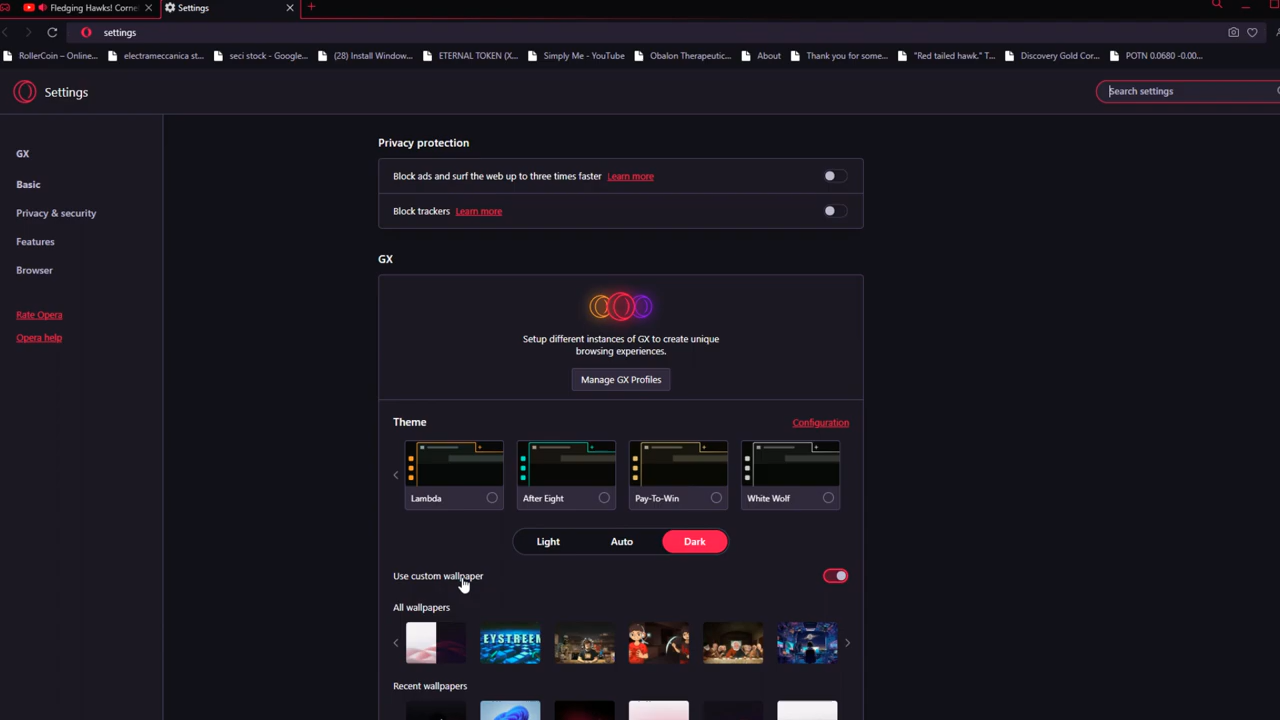 Fledging Hawks! Corne
Settings
settings
RollerCoin – Online...
electrameccanica st...
seci stock - Google...
(28) Install Window...
ETERNAL TOKEN (X...
Simply Me - YouTube
Obalon Therapeutic...
About
Thank you for some...
"Red tailed hawk." T...
Discovery Gold Cor...
POTN 0.0680 -0.00...
Settings
Search settings
GX
Basic
Privacy & security
Features
Browser
Rate Opera
Opera help
Privacy protection
Block ads and surf the web up to three times faster Learn more
Block trackers Learn more
GX
Setup different instances of GX to create unique
browsing experiences.
Manage GX Profiles
Theme
Configuration
Lambda
After Eight
Pay-To-Win
White Wolf
Light
Auto
Dark
Use custom wallpaper
All wallpapers
EYSTREEM
Recent wallpapers